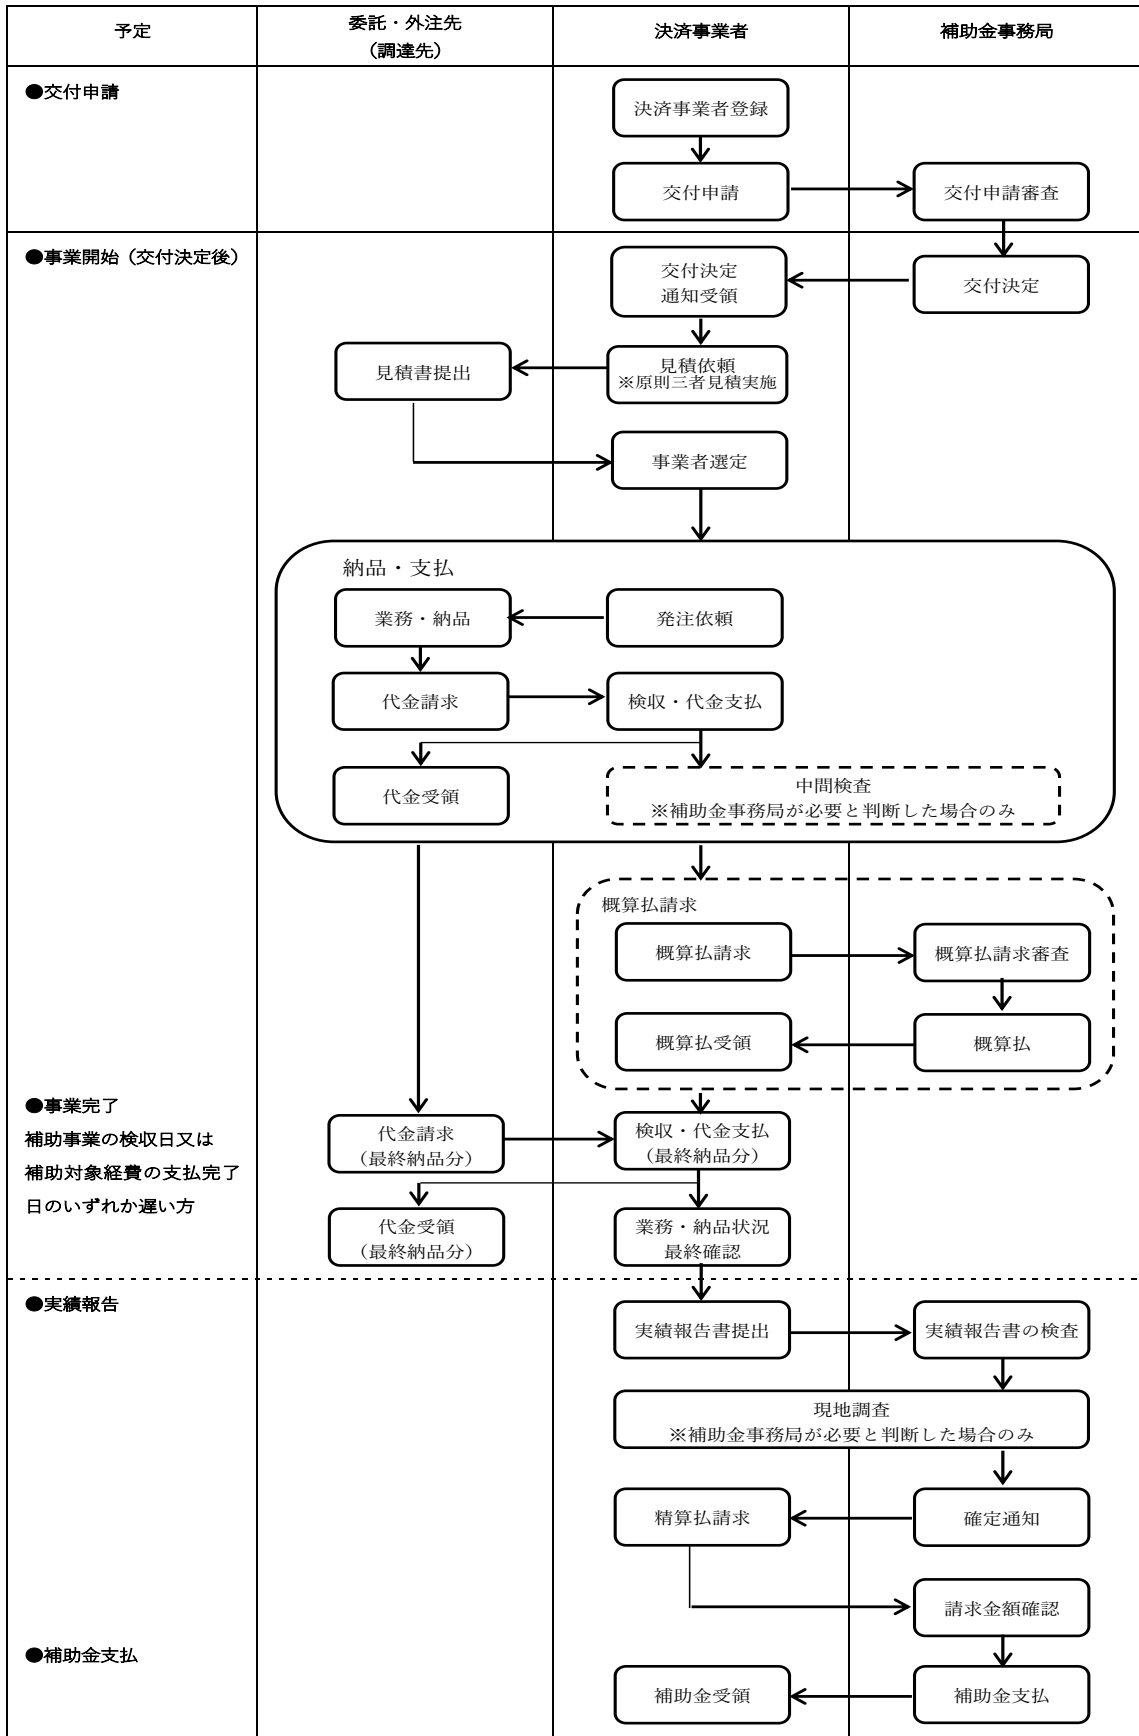 予定
委託・外注先
（調達先）
決済事業者
補助金事務局
●交付申請
決済事業者登録
交付申請
交付申請審査
●事業開始（交付決定後）
交付決定
通知受領
交付決定
見積書提出
見積依頼
※原則三者見積実施
事業者選定
納品・支払
業務・納品
発注依頼
代金請求
検収・代金支払
代金受領
中間検査
※補助金事務局が必要と判断した場合のみ
概算払請求
概算払請求
概算払請求審査
概算払受領
概算払
●事業完了
補助事業の検収日又は
補助対象経費の支払完了
日のいずれか遅い方
代金請求
（最終納品分）
検収・代金支払
（最終納品分）
代金受領
（最終納品分）
業務・納品状況
最終確認
●実績報告
実績報告書提出
実績報告書の検査
現地調査
※補助金事務局が必要と判断した場合のみ
精算払請求
確定通知
請求金額確認
●補助金支払
補助金受領
補助金支払